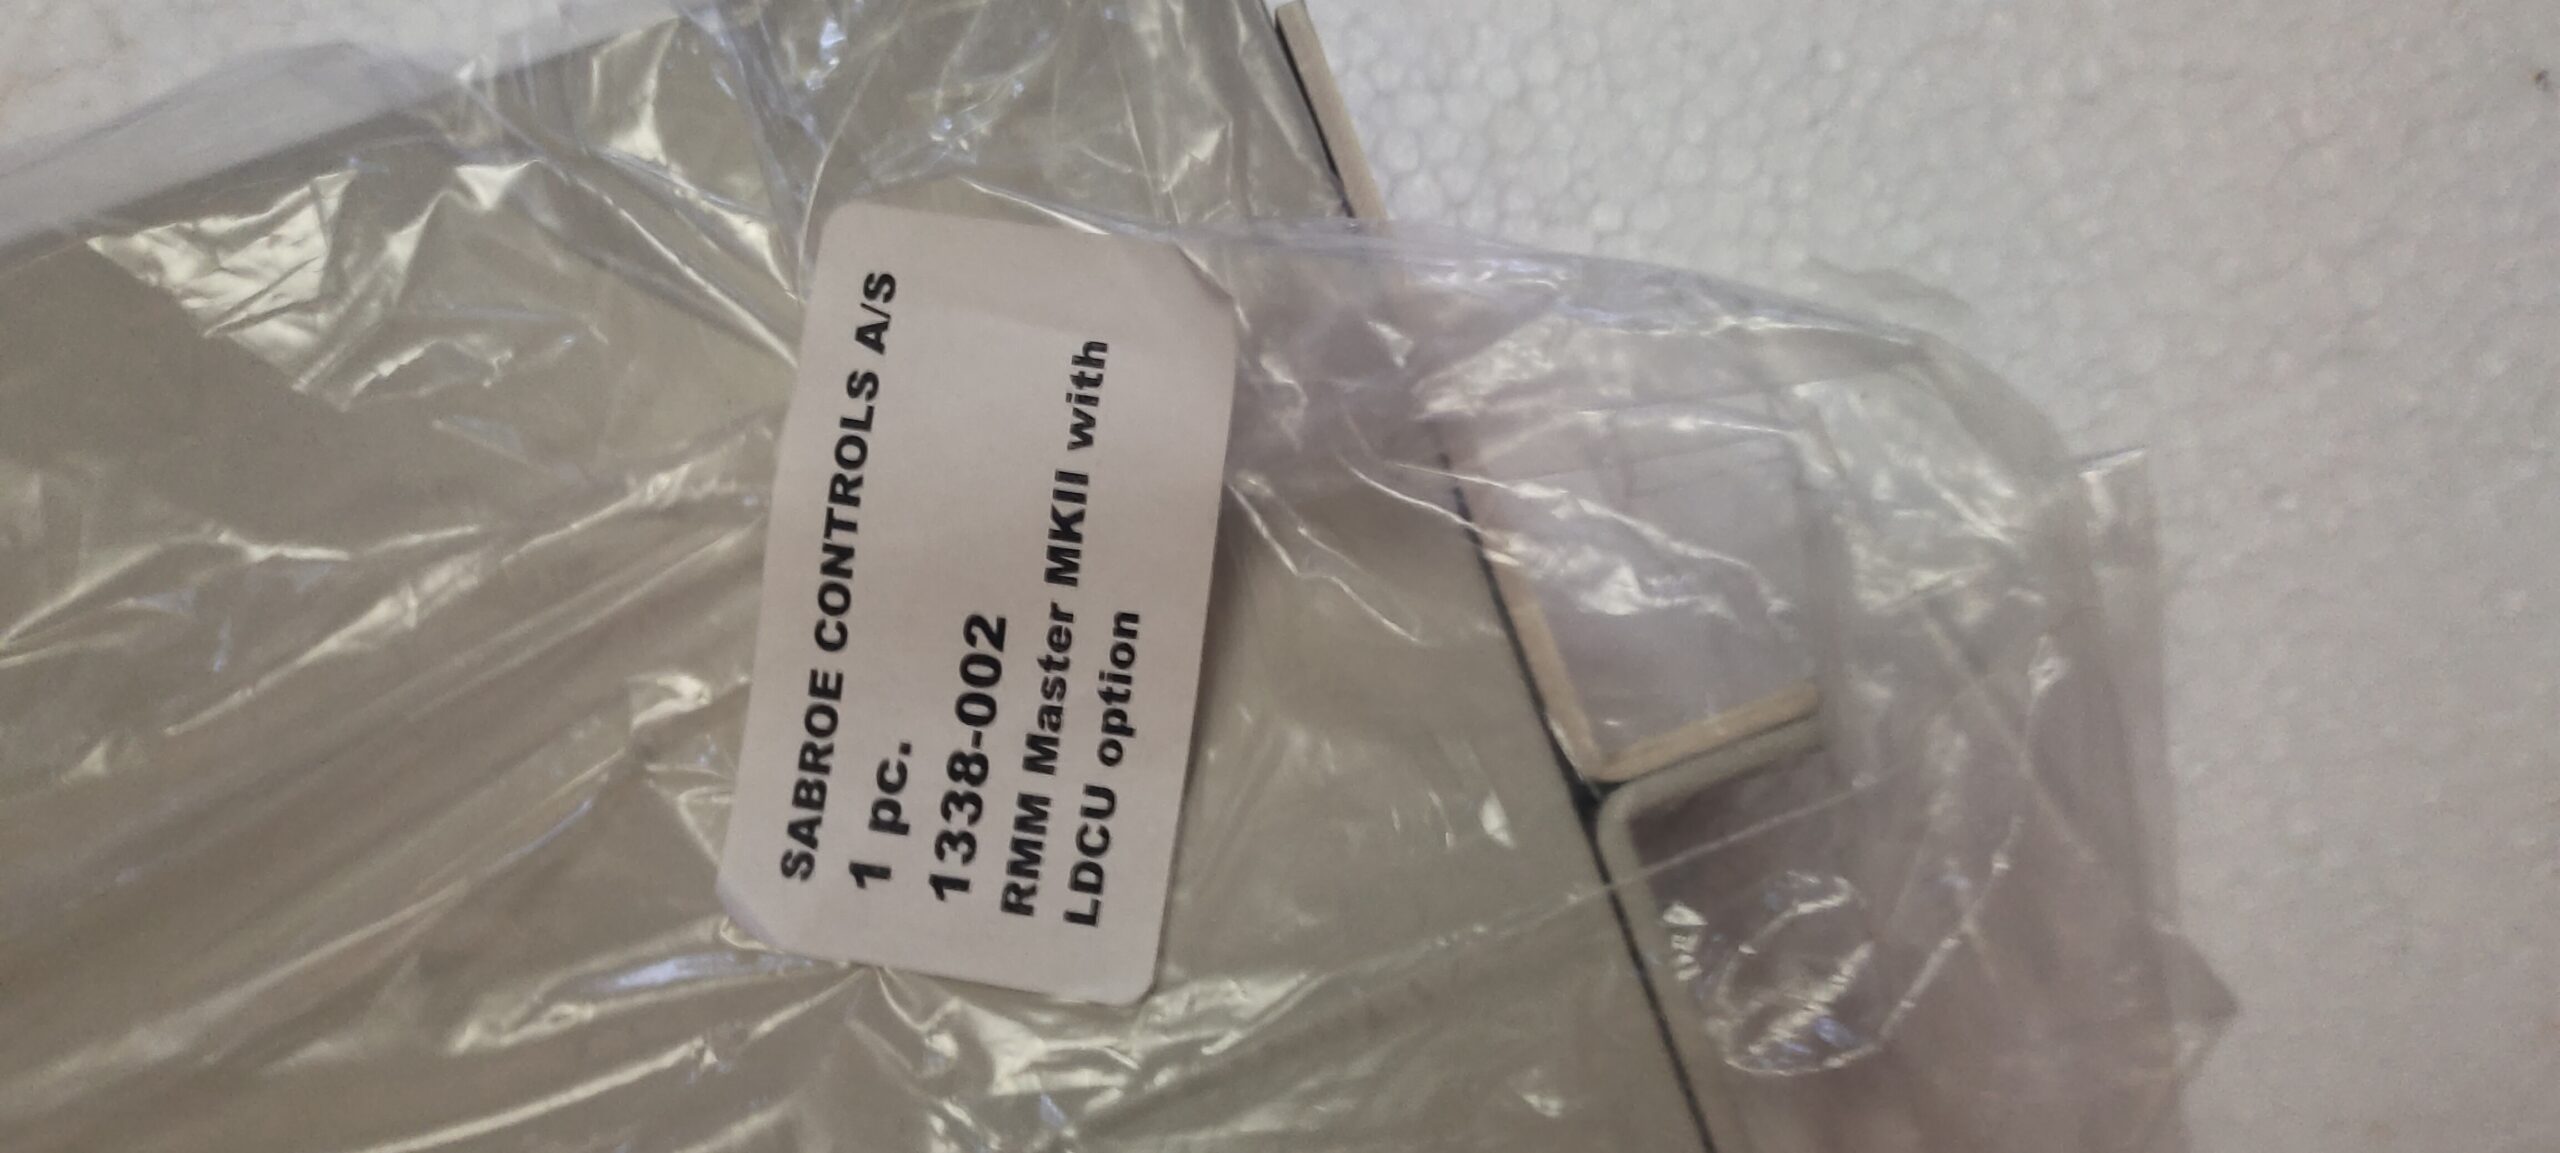 SABROE CONTROLS A/S
1 pc.
1338-002
RMM Master MKII with
LDCU option